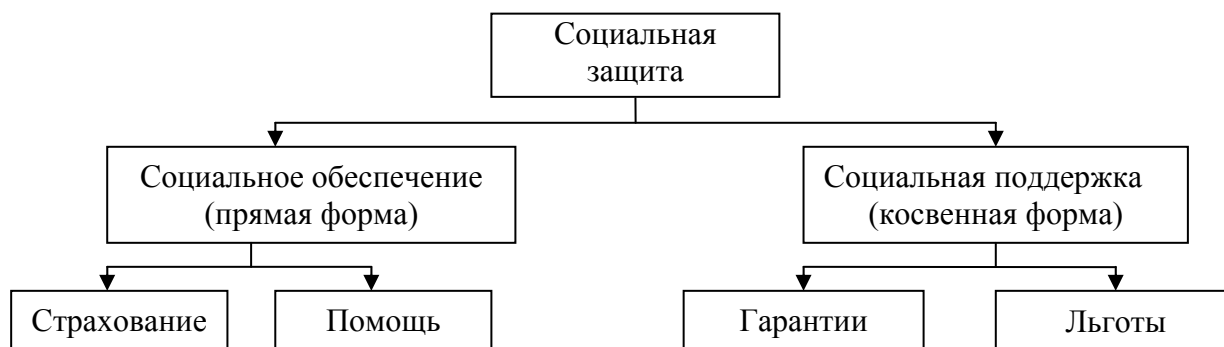 Социальная
защита
Социальное обеспечение
(прямая форма)
Социальная поддержка
(косвенная форма)
Страхование
Помощь
Гарантии
Льготы